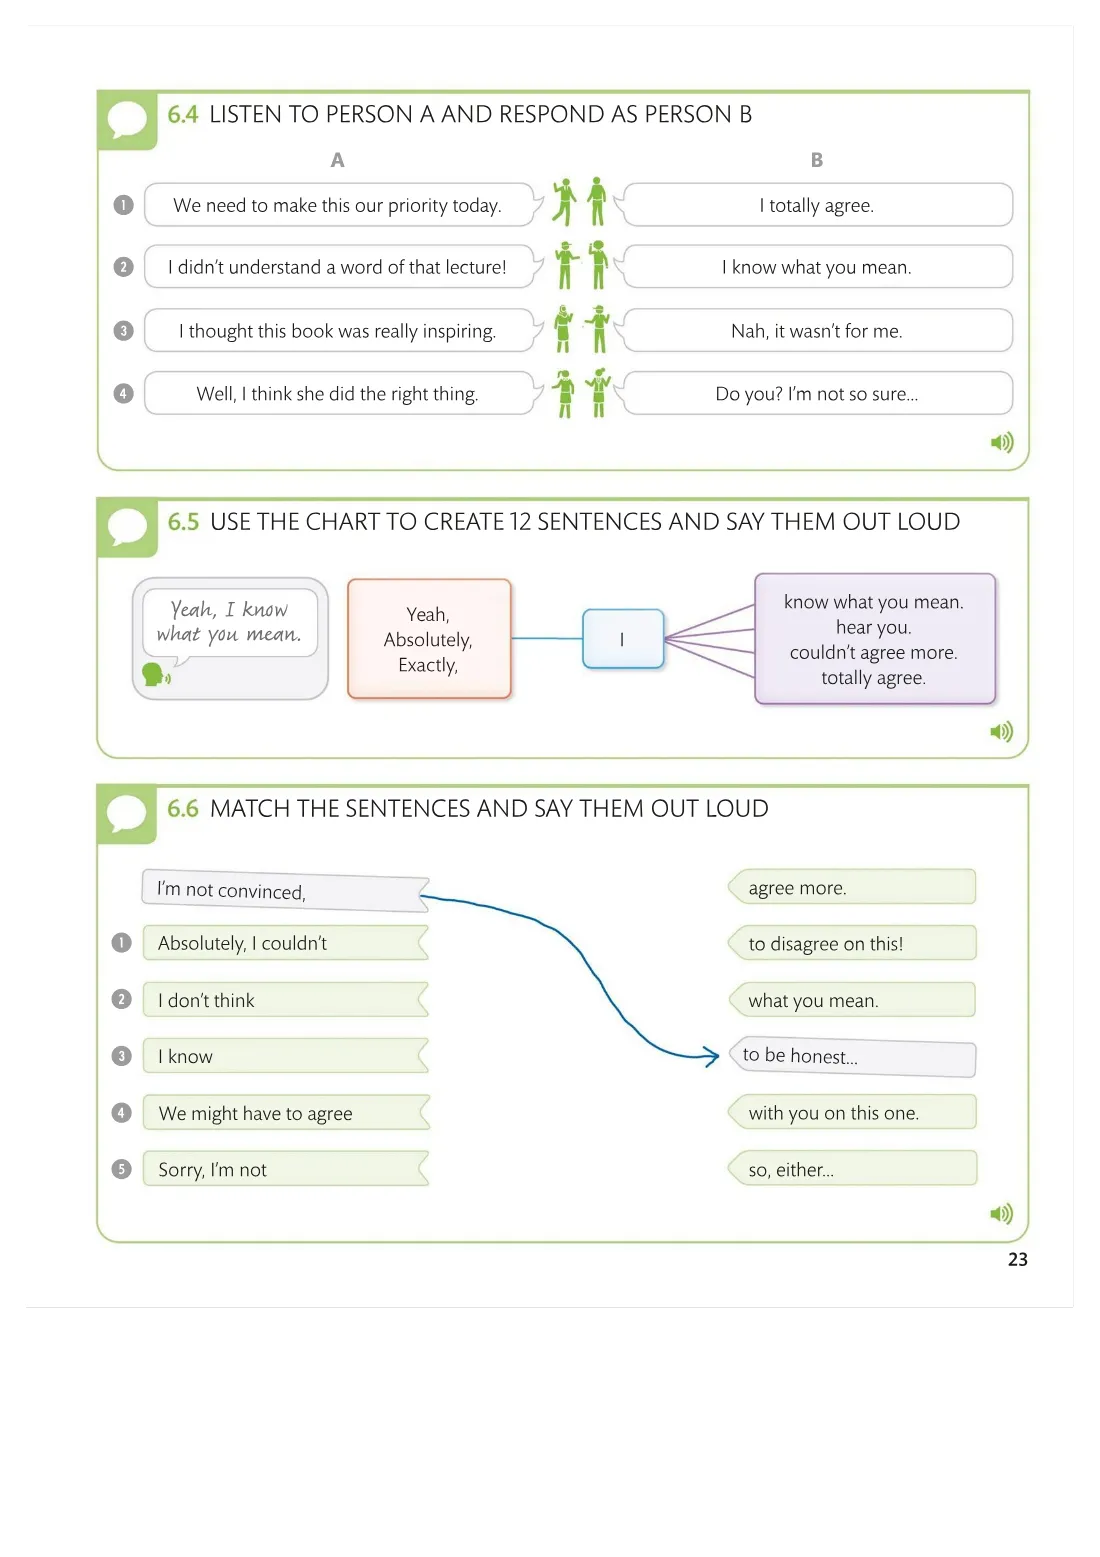 6.4 LISTEN TO PERSON A AND RESPOND AS PERSON B
A B
1 We need to make this our priority today. I totally agree.
2 I didn't understand a word of that lecture! I know what you mean.
3 I thought this book was really inspiring. Nah, it wasn't for me.
4 Well, I think she did the right thing. Do you? I'm not so sure...
6.5 USE THE CHART TO CREATE 12 SENTENCES AND SAY THEM OUT LOUD
Yeah, I know
what you mean.
Yeah,
Absolutely,
Exactly,
I
know what you mean.
hear you.
couldn't agree more.
totally agree.
6.6 MATCH THE SENTENCES AND SAY THEM OUT LOUD
I'm not convinced, agree more.
1 Absolutely, I couldn't to disagree on this!
2 I don't think what you mean.
3 I know to be honest...
4 We might have to agree with you on this one.
5 Sorry, I'm not so, either...
23